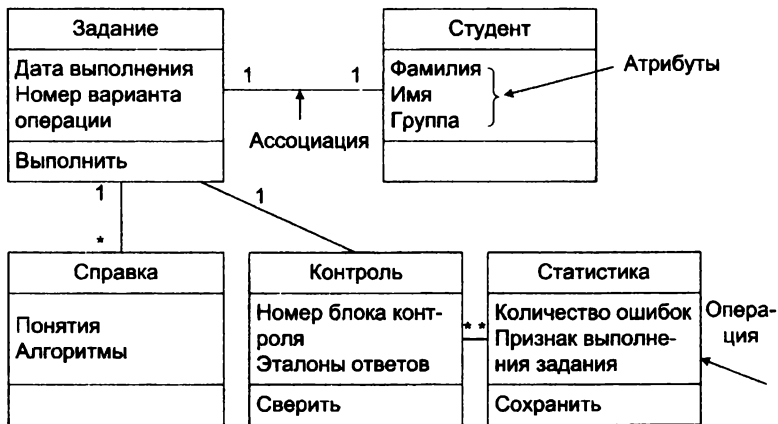 Задание
Дата выполнения
Номер варианта
операции
Выполнить
1
1
Ассоциация
Студент
Фамилия
Имя
Группа
Атрибуты
1
*
1
Справка
Понятия
Алгоритмы
Контроль
Номер блока конт-
роля
Эталоны ответов
Сверить
* *
Статистика
Количество ошибок
Признак выполне-
ния задания
Сохранить
Опера-
ция